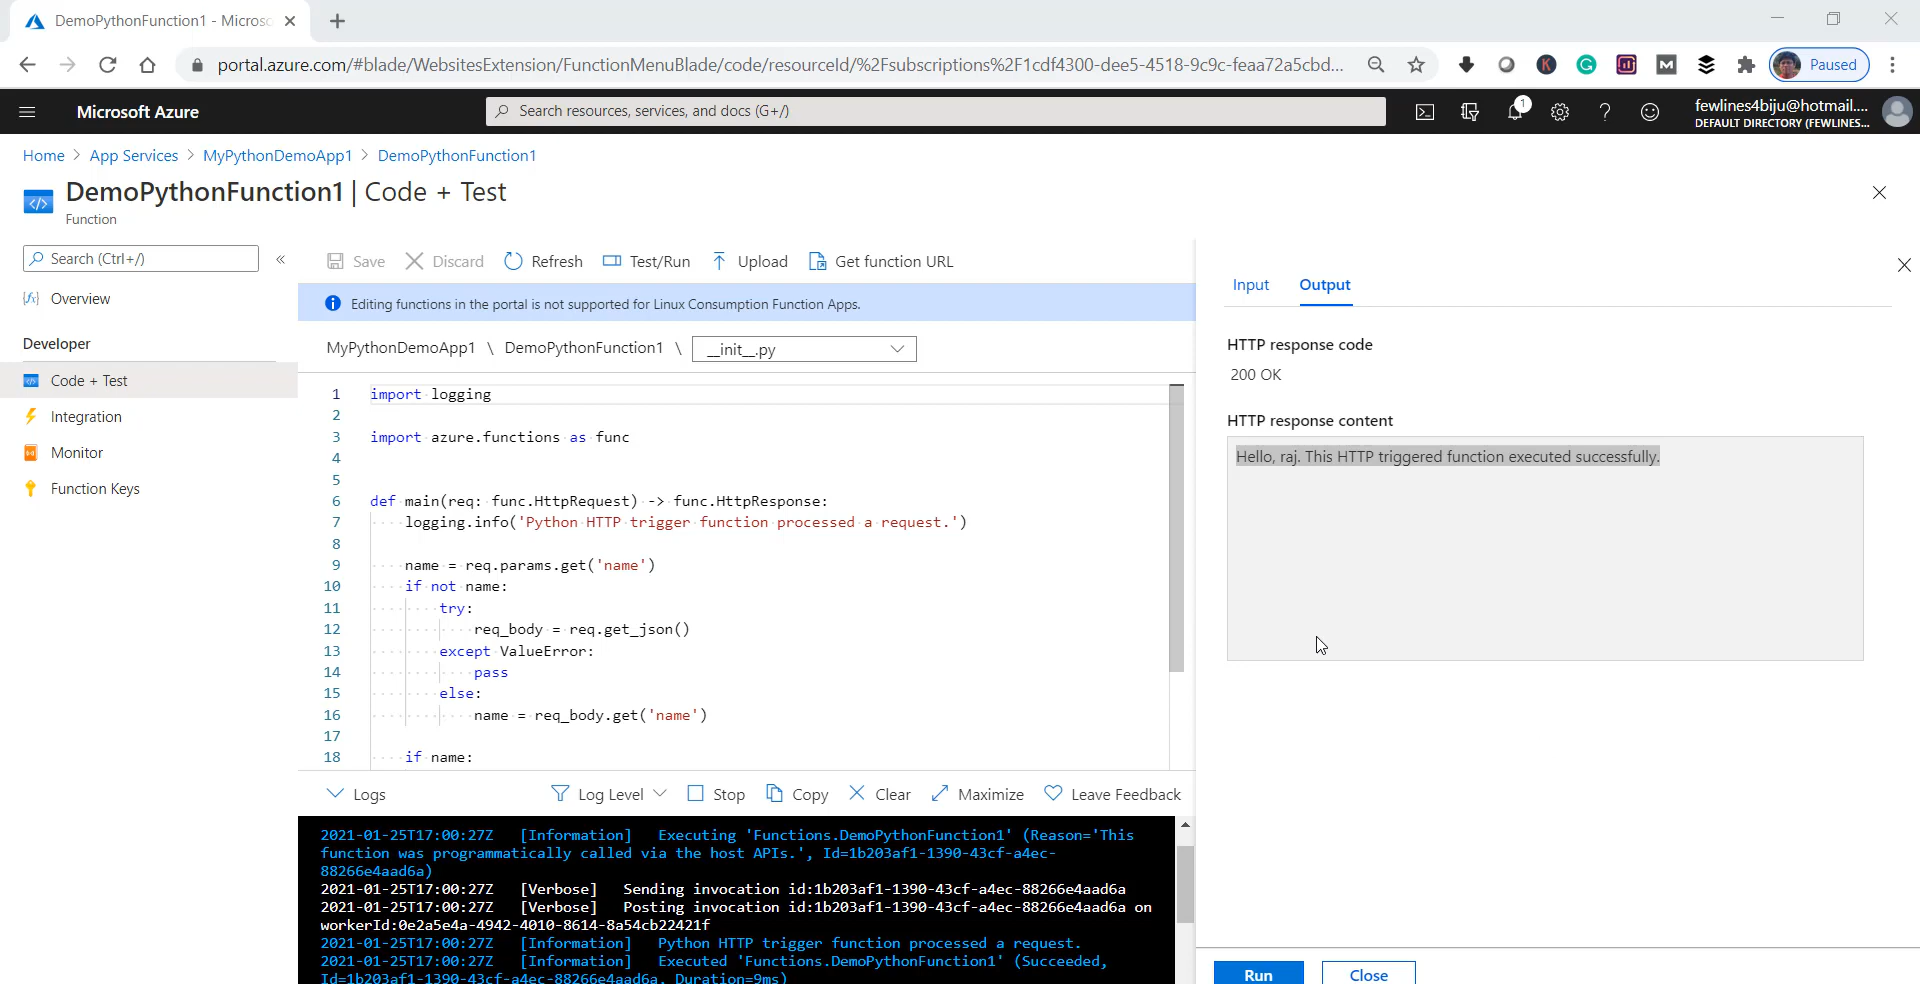 DemoPythonFunction1 - Micros
portal.azure.com/#blade/WebsitesExtension/FunctionMenuBlade/code/resourceId/%2Fsubscriptions%2F1cdf4300-dee5-4518-9c9c-feaa72a5cbd...
Paused
Microsoft Azure
Search resources, services, and docs (G+/)
1
fewlines4biju@hotmail....
DEFAULT DIRECTORY (FEWLINES...
Home > App Services > MyPythonDemoApp1 > DemoPythonFunction1
DemoPythonFunction1 | Code + Test
Function
Search (Ctrl+/)
«
Overview
Developer
Code + Test
Integration
Monitor
Function Keys
Save Discard Refresh Test/Run Upload Get function URL
Editing functions in the portal is not supported for Linux Consumption Function Apps.
MyPythonDemoApp1 \ DemoPythonFunction1 \ __init__.py
1 import logging
2
3 import azure.functions as func
4
5
6 def main(req: func.HttpRequest) -> func.HttpResponse:
7 logging.info('Python HTTP trigger function processed a request.')
8
9 name = req.params.get('name')
10 if not name:
11 try:
12 req_body = req.get_json()
13 except ValueError:
14 pass
15 else:
16 name = req_body.get('name')
17
18 if name:
Logs Log Level Stop Copy Clear Maximize Leave Feedback
2021-01-25T17:00:27Z [Information] Executing 'Functions.DemoPythonFunction1' (Reason='This
function was programmatically called via the host APIs.', Id=1b203af1-1390-43cf-a4ec-
88266e4aad6a)
2021-01-25T17:00:27Z [Verbose] Sending invocation id:1b203af1-1390-43cf-a4ec-88266e4aad6a
2021-01-25T17:00:27Z [Verbose] Posting invocation id:1b203af1-1390-43cf-a4ec-88266e4aad6a on
workerId:0e2a5e4a-4942-4010-8614-8a54cb22421f
2021-01-25T17:00:27Z [Information] Python HTTP trigger function processed a request.
2021-01-25T17:00:27Z [Information] Executed 'Functions.DemoPythonFunction1' (Succeeded,
Id=1b203af1-1390-43cf-a4ec-88266e4aad6a, Duration=9ms)
Input Output
HTTP response code
200 OK
HTTP response content
Hello, raj. This HTTP triggered function executed successfully.
Run Close